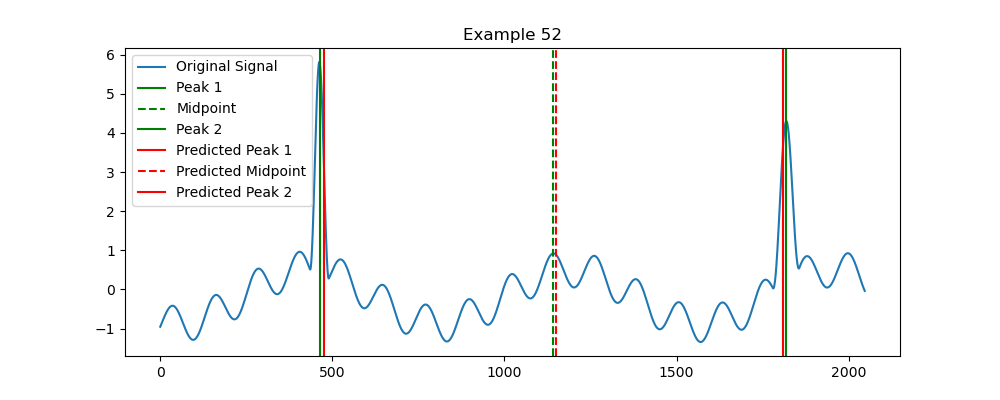 Example 52
6
5
4
3
2
1
0
−1
Original Signal
Peak 1
Midpoint
Peak 2
Predicted Peak 1
Predicted Midpoint
Predicted Peak 2
0 500 1000 1500 2000